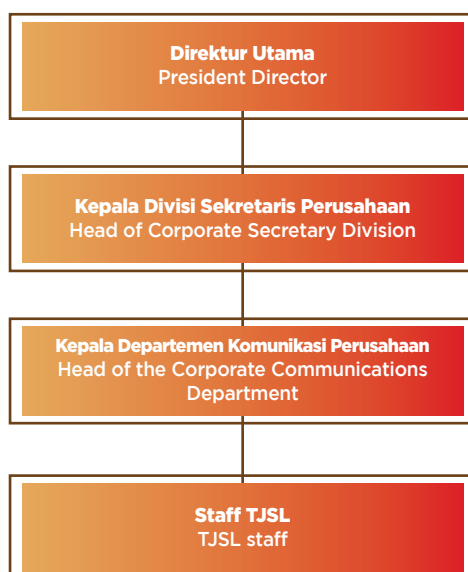 Direktur Utama
President Director
Kepala Divisi Sekretaris Perusahaan
Head of Corporate Secretary Division
Kepala Departemen Komunikasi Perusahaan
Head of the Corporate Communications
Department
Staff TJSL
TJSL staff